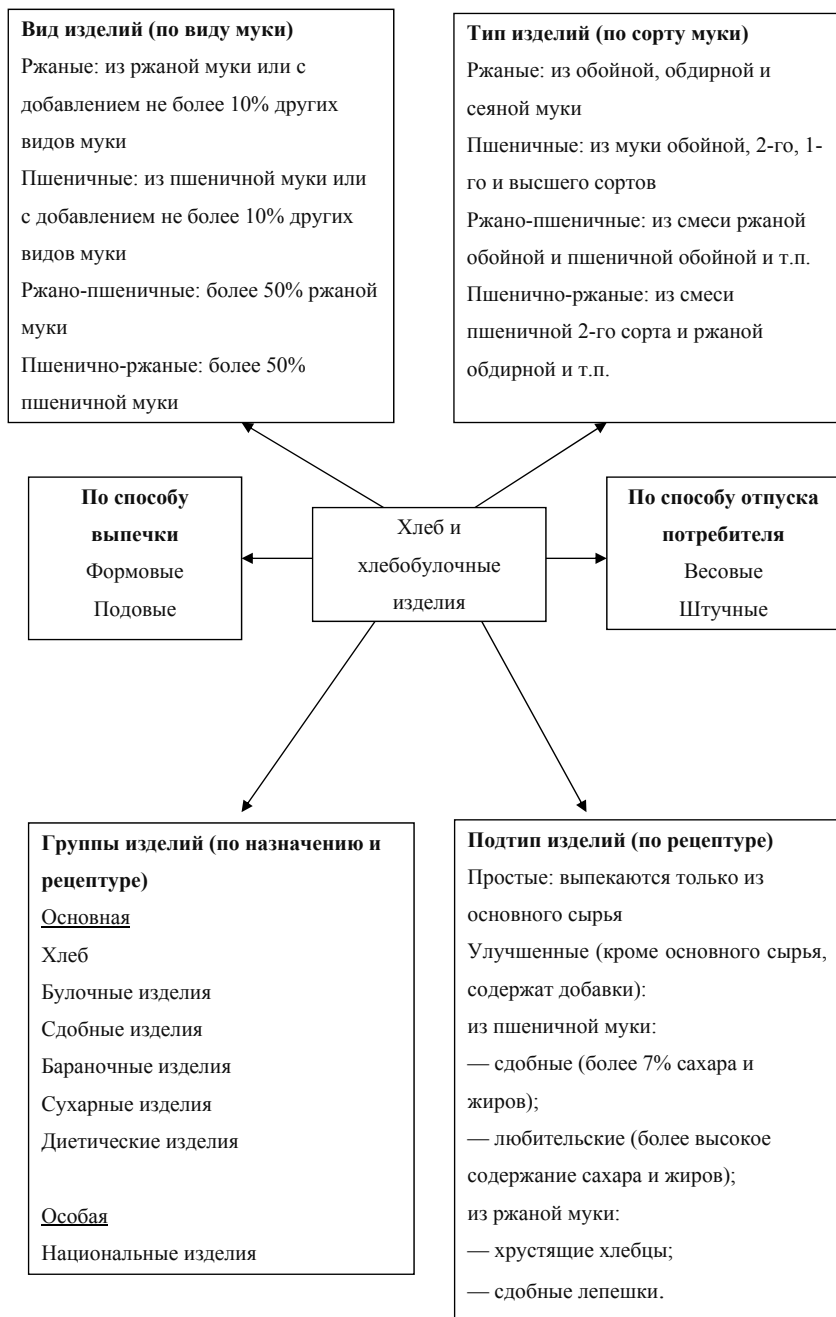 Вид изделий (по виду муки)
Ржаные: из ржаной муки или с
добавлением не более 10% других
видов муки
Пшеничные: из пшеничной муки или
с добавлением не более 10% других
видов муки
Ржано-пшеничные: более 50% ржаной
муки
Пшенично-ржаные: более 50%
пшеничной муки
Тип изделий (по сорту муки)
Ржаные: из обойной, обдирной и
сеяной муки
Пшеничные: из муки обойной, 2-го, 1-
го и высшего сортов
Ржано-пшеничные: из смеси ржаной
обойной и пшеничной обойной и т.п.
Пшенично-ржаные: из смеси
пшеничной 2-го сорта и ржаной
обдирной и т.п.
По способу
выпечки
Формовые
Подовые
Хлеб и
хлебобулочные
изделия
По способу отпуска
потребителя
Весовые
Штучные
Группы изделий (по назначению и
рецептуре)
Основная
Хлеб
Булочные изделия
Сдобные изделия
Бараночные изделия
Сухарные изделия
Диетические изделия
Особая
Национальные изделия
Подтип изделий (по рецептуре)
Простые: выпекаются только из
основного сырья
Улучшенные (кроме основного сырья,
содержат добавки):
из пшеничной муки:
— сдобные (более 7% сахара и
жиров);
— любительские (более высокое
содержание сахара и жиров);
из ржаной муки:
— хрустящие хлебцы;
— сдобные лепешки.